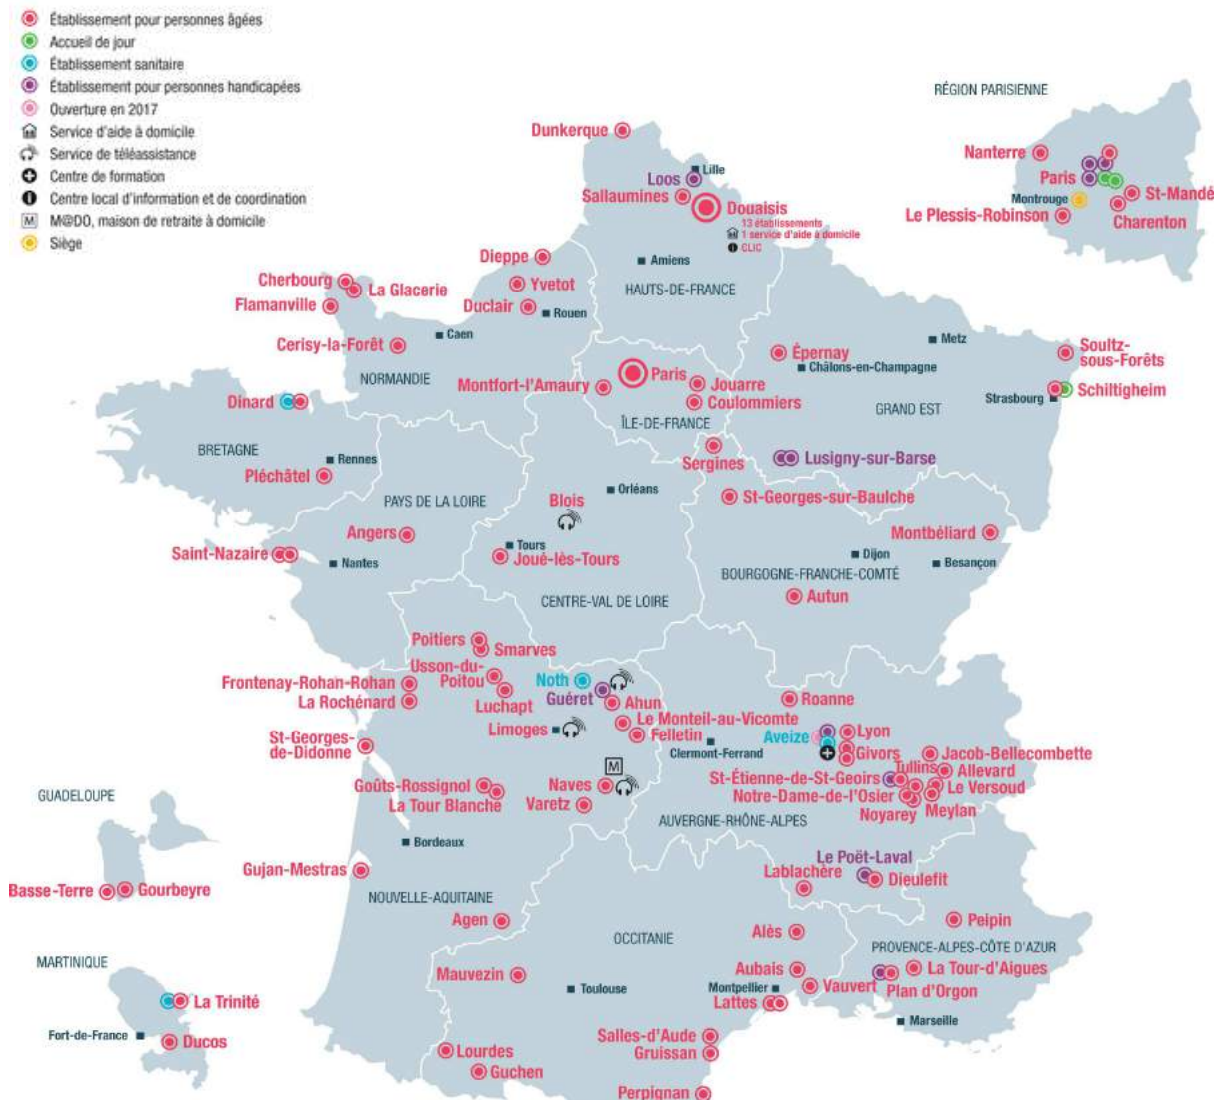 Établissement pour personnes âgées
Accueil de jour
Établissement sanitaire
Établissement pour personnes handicapées
Ouverture en 2017
Service d'aide à domicile
Service de téléassistance
Centre de formation
Centre local d'information et de coordination
M M@DO, maison de retraite à domicile
Siège
RÉGION PARISIENNE
Nanterre
Paris
Montrouge
St-Mandé
Le Plessis-Robinson
Charenton
Dunkerque
Lille
Loos
Sallaumines
Douaisis
13 établissements
1 service d'aide à domicile
CLIC
Amiens
HAUTS-DE-FRANCE
Dieppe
Yvetot
Duclair
Rouen
Cherbourg
La Glacerie
Flamanville
Caen
Cerisy-la-Forêt
NORMANDIE
Metz
Épernay
Châlons-en-Champagne
Soultz-
sous-Forêts
Strasbourg
Schiltigheim
GRAND EST
Montfort-l'Amaury
Paris
Jouarre
Coulommiers
ÎLE-DE-FRANCE
Dinard
BRETAGNE
Rennes
Pléchâtel
Sergines
Lusigny-sur-Barse
PAYS DE LA LOIRE
Blois
Orléans
St-Georges-sur-Baulche
Angers
Montbéliard
Saint-Nazaire
Nantes
Tours
Joué-lès-Tours
Dijon
Besançon
BOURGOGNE-FRANCHE-COMTÉ
CENTRE-VAL DE LOIRE
Autun
Poitiers
Smarves
Usson-du-
Poitou
Frontenay-Rohan-Rohan
La Rochénard
Luchapt
Noth
Guéret
Ahun
Roanne
Le Monteil-au-Vicomte
Limoges
Felletin
St-Georges-
de-Didonne
Clermont-Ferrand
Aveize
Lyon
Givors
Jacob-Bellecombette
Tullins
Allevard
St-Étienne-de-St-Geoirs
Le Versoud
Notre-Dame-de-l'Osier
Noyarey
Meylan
M
Naves
Varetz
Goûts-Rossignol
La Tour Blanche
AUVERGNE-RHÔNE-ALPES
GUADELOUPE
Bordeaux
Basse-Terre
Gourbeyre
Gujan-Mestras
NOUVELLE-AQUITAINE
Le Poët-Laval
Lablachère
Dieulefit
Agen
OCCITANIE
Alès
Peipin
PROVENCE-ALPES-CÔTE D'AZUR
MARTINIQUE
Mauvezin
Toulouse
Aubais
Montpellier
Vauvert
La Tour-d'Aigues
Plan d'Orgon
La Trinité
Lattes
Marseille
Fort-de-France
Ducos
Salles-d'Aude
Gruissan
Lourdes
Guchen
Perpignan